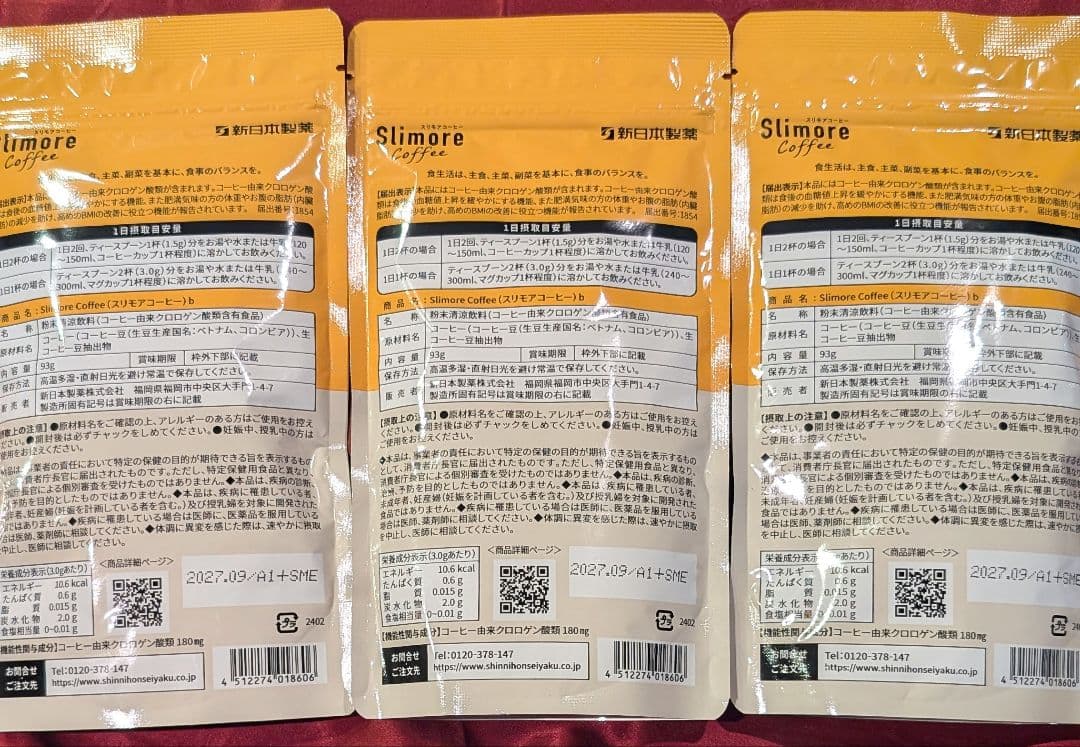 Slimore
スリモアコーヒー
Coffee
新日本製薬
食生活は、主食、主菜、副菜を基本に、食事のバランスを。
【届出表示】本品にはコーヒー由来クロロゲン酸類が含まれます。コーヒー由来クロロゲン酸
類は食後の血糖値上昇を緩やかにする機能、また肥満気味の方の体重やお腹の脂肪(内臓
脂肪)の減少を助け、高めのBMIの改善に役立つ機能が報告されています。 届出番号:I854
1日摂取目安量
1日2杯の場合
1日2回、ティースプーン1杯(1.5g)分をお湯や水または牛乳(120
~150ml、コーヒーカップ1杯程度)に溶かしてお飲みください。
1日1杯の場合
ティースプーン2杯(3.0g)分をお湯や水または牛乳(240~
300ml、マグカップ1杯程度)に溶かしてお飲みください。
商品名:Slimore Coffee(スリモアコーヒー)b
名称 粉末清涼飲料(コーヒー由来クロロゲン酸類含有食品)
原材料名 コーヒー(コーヒー豆(生豆生産国名:ベトナム、コロンビア))、生
コーヒー豆抽出物
内容量 93g 賞味期限 枠外下部に記載
保存方法 高温多湿・直射日光を避け常温で保存してください。
販売者 新日本製薬株式会社 福岡県福岡市中央区大手門1-4-7
製造所固有記号は賞味期限の右に記載
【摂取上の注意】●原材料名をご確認の上、アレルギーのある方はご使用をお控え
ください。●開封後は必ずチャックをしめてください。●妊娠中、授乳中の方は
ご使用をお控えください。
◆本品は、事業者の責任において特定の保健の目的が期待できる旨を表示するもの
として、消費者庁長官に届出されたものです。ただし、特定保健用食品と異なり、
消費者庁長官による個別審査を受けたものではありません。◆本品は、疾病の診断、
治療、予防を目的としたものではありません。◆本品は、疾病に罹患している者、
未成年者、妊産婦(妊娠を計画している者を含む。)及び授乳婦を対象に開発された
食品ではありません。◆疾病に罹患している場合は医師に、医薬品を服用している
場合は医師、薬剤師に相談してください。◆体調に異変を感じた際は、速やかに摂取
を中止し、医師に相談してください。
栄養成分表示(3.0gあたり)
エネルギー 10.6 kcal
たんぱく質 0.6 g
脂質 0.015 g
炭水化物 2.0 g
食塩相当量 0~0.01 g
<商品詳細ページ>
2027.09/A1+SME
プラ
2402
【機能性関与成分】コーヒー由来クロロゲン酸類 180mg
お問合せ
ご注文先
Tel:0120-378-147
https://www.shinnihonseiyaku.co.jp
4 512274 018606